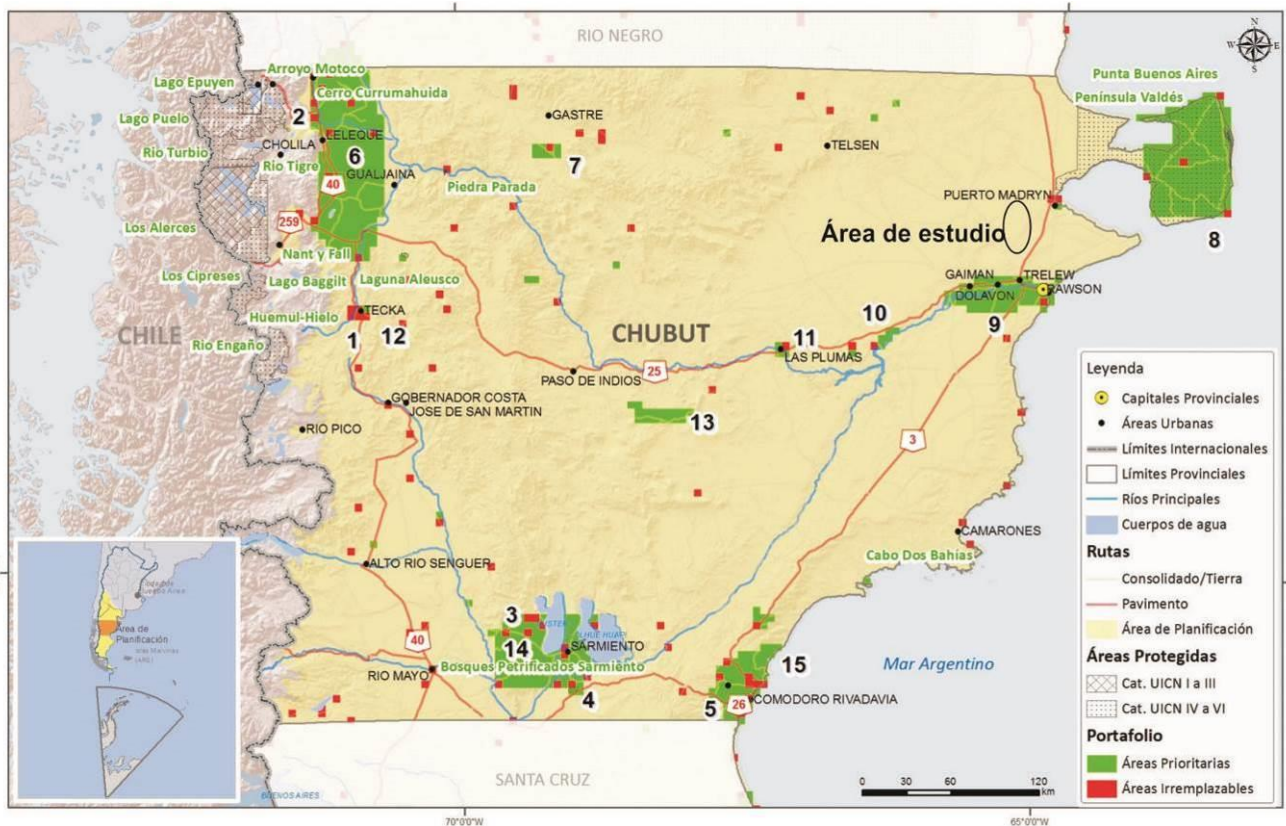 RIO NEGRO
N
W
E
S
Arroyo Motoco
Lago Epuyen
Cerro Currumahuida
Punta Buenos Aires
Península Valdés
2
Lago Puelo
GASTRE
LELEQUE
CHOLILA
TELSEN
Río Turbio
6
7
Río Tigre
GUALJAINA
40
Piedra Parada
PUERTO MADRYN
259
Los Alerces
Área de estudio
8
Nant y Fall
Los Cipreses
Lago Baggilt
Laguna Aleusco
GAIMAN
TRELEW
DOLAVON
RAWSON
Huemul-Hielo
TECKA
CHILE
CHUBUT
10
9
Río Engaño
1
12
11
LAS PLUMAS
PASO DE INDIOS
25
GOBERNADOR COSTA
JOSE DE SAN MARTIN
13
RIO PICO
3
CAMARONES
ALTO RIO SENGUER
Cabo Dos Bahías
3
14
SARMIENTO
15
40
Bosques Petrificados Sarmiento
RIO MAYO
Mar Argentino
4
5
26
COMODORO RIVADAVIA
SANTA CRUZ
0 30 60 120
km
70°0'0"W
65°0'0"W
Área de
Planificación
Leyenda
Capitales Provinciales
Áreas Urbanas
Límites Internacionales
Límites Provinciales
Ríos Principales
Cuerpos de agua
Rutas
Consolidado/Tierra
Pavimento
Área de Planificación
Áreas Protegidas
Cat. UICN I a III
Cat. UICN IV a VI
Portafolio
Áreas Prioritarias
Áreas Irremplazables